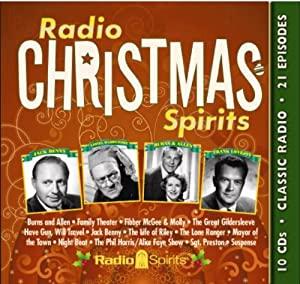 Radio
CHRISTMAS
Spirits
JACK BENNY
LIONEL BARRYMORE
BURNS & ALLEN
FRANK LOVEJOY
Burns and Allen • Family Theater • Fibber McGee & Molly • The Great Gildersleeve
Have Gun, Will Travel • Jack Benny • The Life of Riley • The Lone Ranger • Mayor of
the Town • Night Beat • The Phil Harris/Alice Faye Show • Sgt. Preston • Suspense
Radio Spirits
10 CDs • CLASSIC RADIO • 21 EPISODES